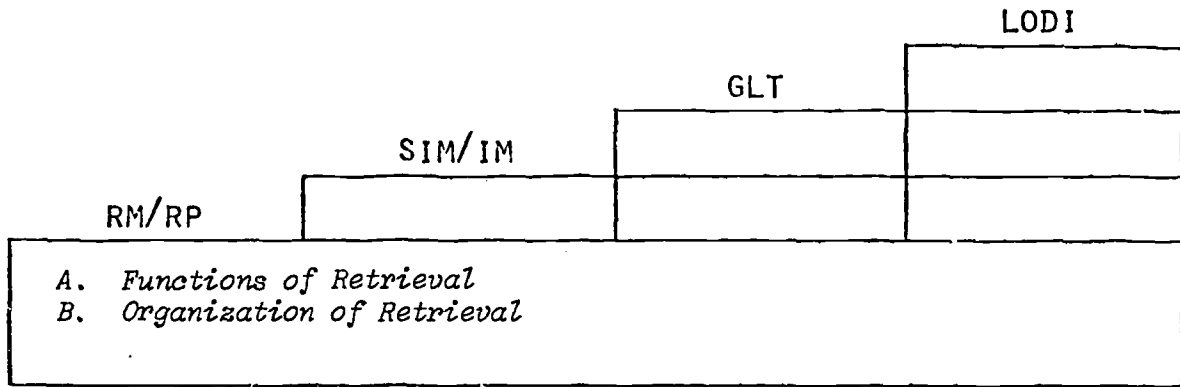 LODI
GLT
SIM/IM
RM/RP
A. Functions of Retrieval
B. Organization of Retrieval